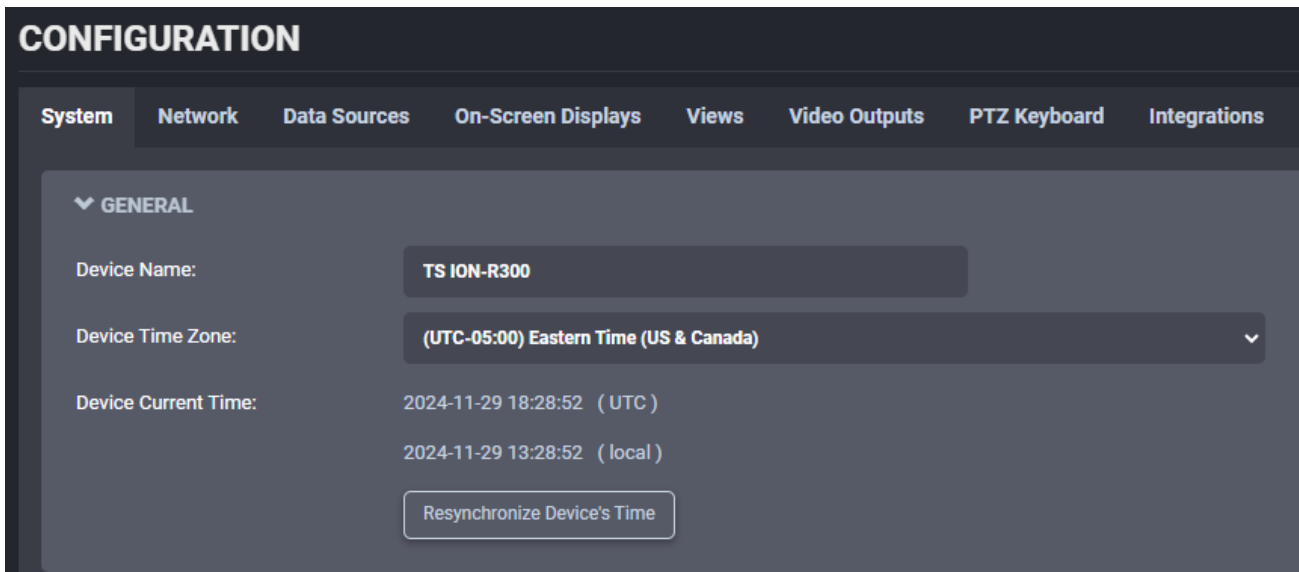 CONFIGURATION
System Network Data Sources On-Screen Displays Views Video Outputs PTZ Keyboard Integrations
GENERAL
Device Name: TS ION-R300
Device Time Zone: (UTC-05:00) Eastern Time (US & Canada)
Device Current Time: 2024-11-29 18:28:52 ( UTC )
2024-11-29 13:28:52 ( local )
Resynchronize Device's Time